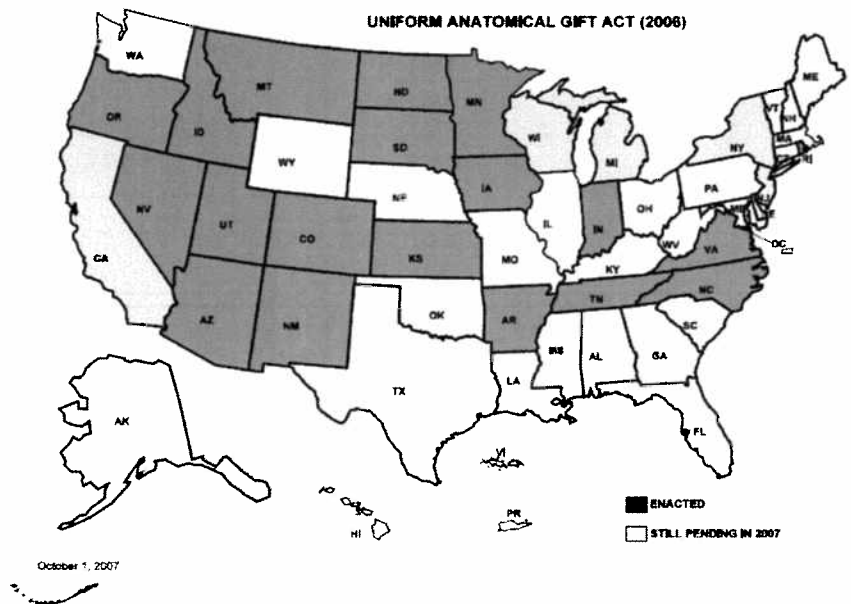 UNIFORM ANATOMICAL GIFT ACT (2006)
WA
ME
MT
ND
MN
VT
NH
OR
MA
ID
WI
NY
RI
SD
MI
WY
IA
PA
NE
OH
NV
IL
IN
UT
CO
WV
DC
VA
CA
KS
MO
KY
NC
TN
OK
AZ
NM
AR
SC
MS
AL
GA
LA
TX
AK
FL
VI
ENACTED
PR
HI
STILL PENDING IN 2007
October 1, 2007